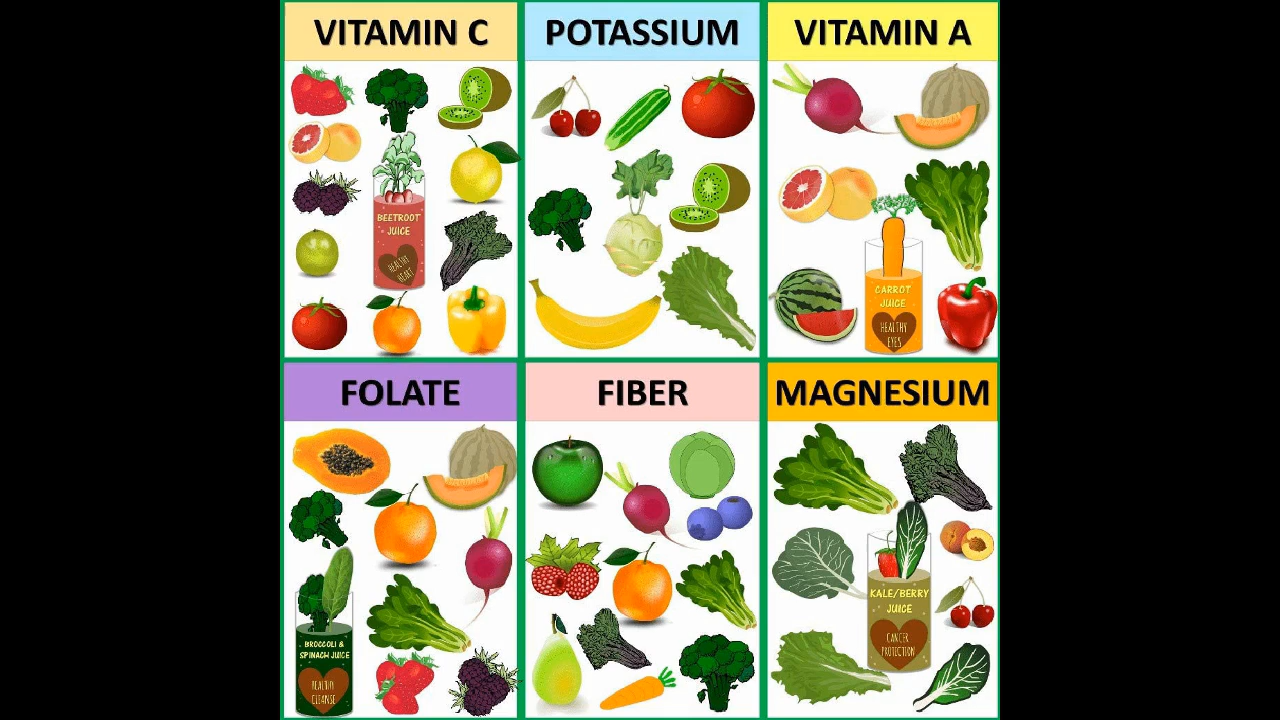 VITAMIN C
BEETROOT
JUICE
HEALTHY
HEART
POTASSIUM
VITAMIN A
CARROT
JUICE
HEALTHY
EYES
FOLATE
BROCCOLI &
SPINACH JUICE
HEALTHY
CLEANSE
FIBER
MAGNESIUM
KALE/BERRY
JUICE
CANCER
PROTECTION